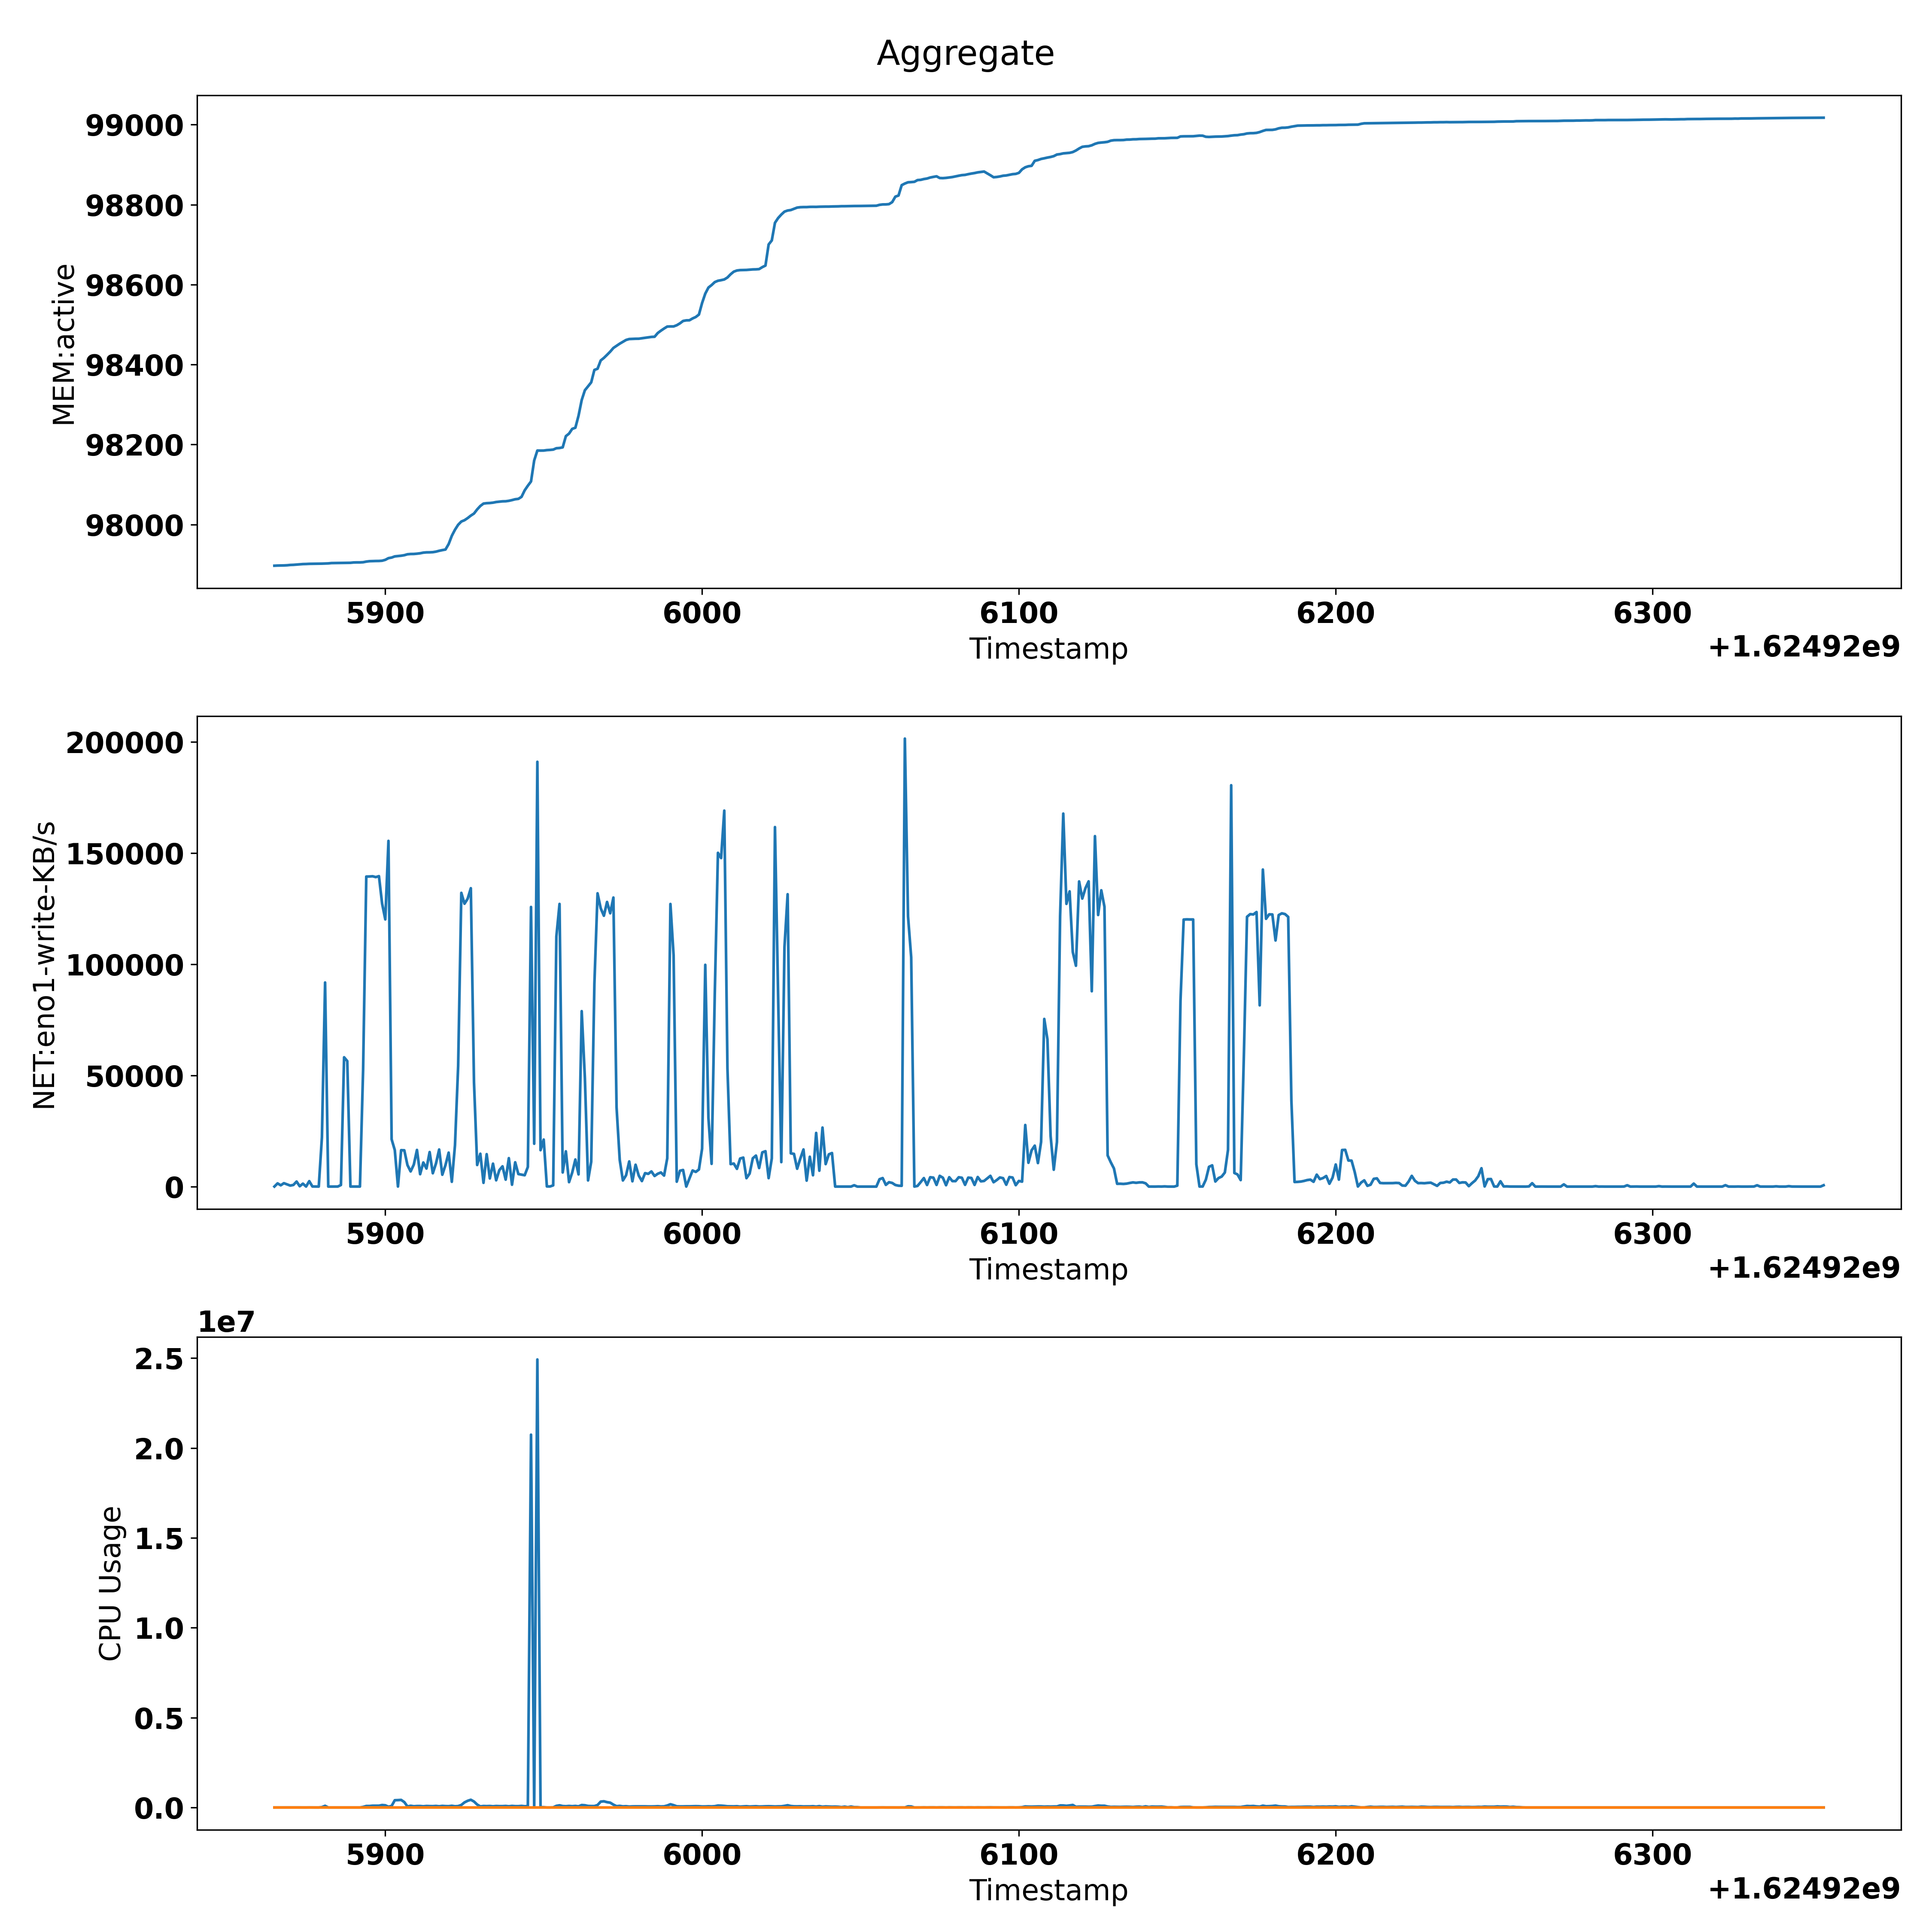 Aggregate
99000
98800
98600
98400
98200
98000
MEM:active
5900 6000 6100 6200 6300
Timestamp
+1.62492e9
200000
150000
100000
50000
0
NET:eno1-write-KB/s
5900 6000 6100 6200 6300
Timestamp
+1.62492e9
1e7
2.5
2.0
1.5
1.0
0.5
0.0
CPU Usage
5900 6000 6100 6200 6300
Timestamp
+1.62492e9